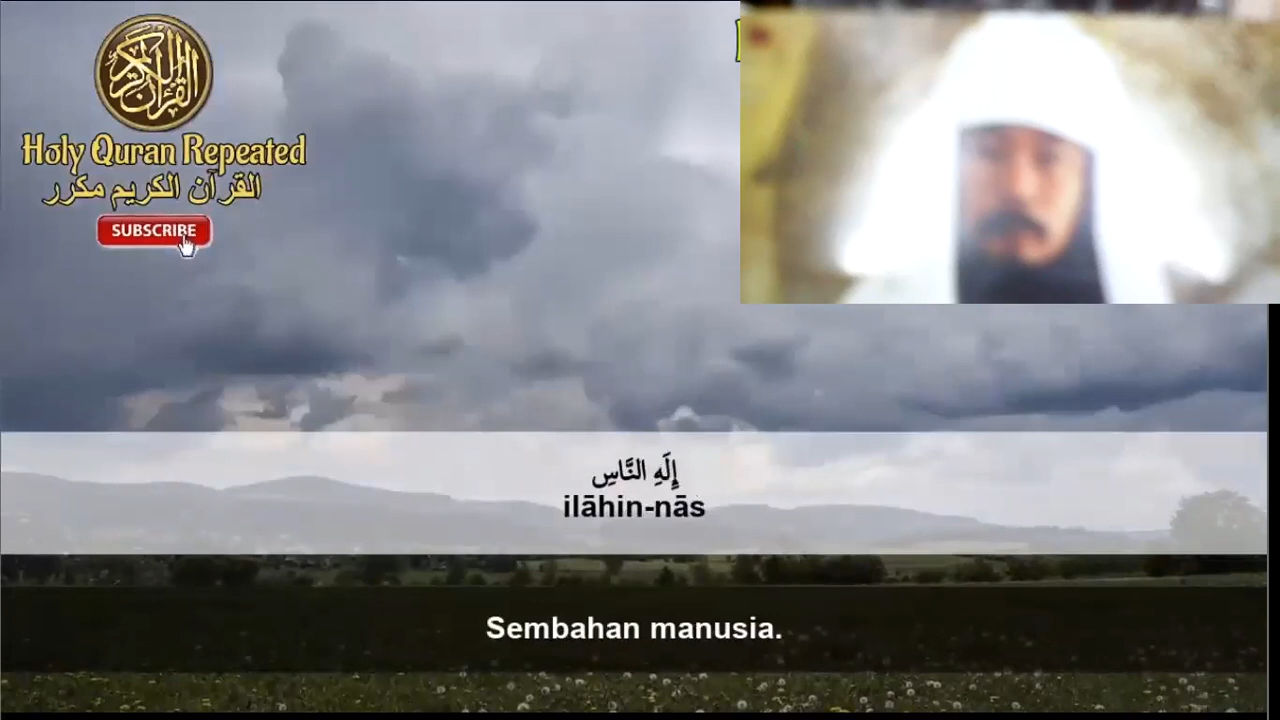 Holy Quran Repeated
القرآن الكريم مكرر
SUBSCRIBE
إِلَٰهِ النَّاسِ
ilāhin-nās
Sembahan manusia.